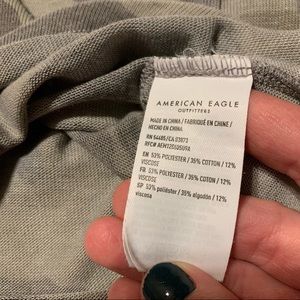 AMERICAN EAGLE
OUTFITTERS
MADE IN CHINA / FABRIQUÉ EN CHINE /
HECHO EN CHINA
RN 54485/CA 51973
EN 53% POLYESTER / 35% COTTON / 12%
VISCOSE
FR 53% POLYESTER / 35% COTON / 12%
VISCOSE
SP 53% poliéster / 35% algodón / 12%
viscosa